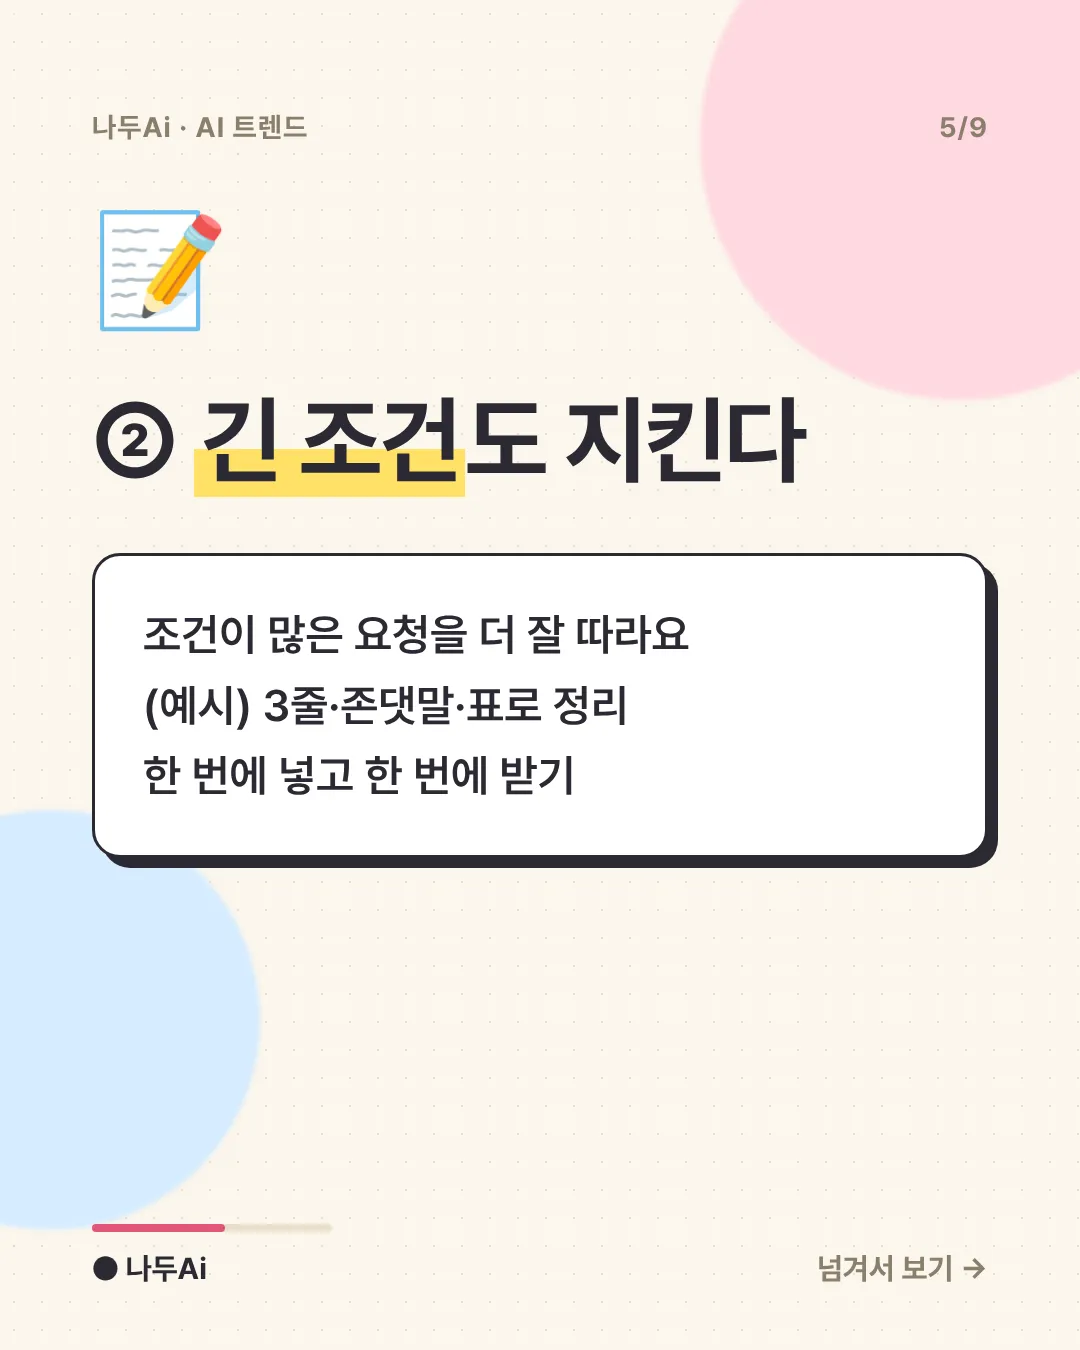 나두Ai · AI 트렌드
5/9
② 긴 조건도 지킨다
조건이 많은 요청을 더 잘 따라요
(예시) 3줄·존댓말·표로 정리
한 번에 넣고 한 번에 받기
● 나두Ai
넘겨서 보기 →